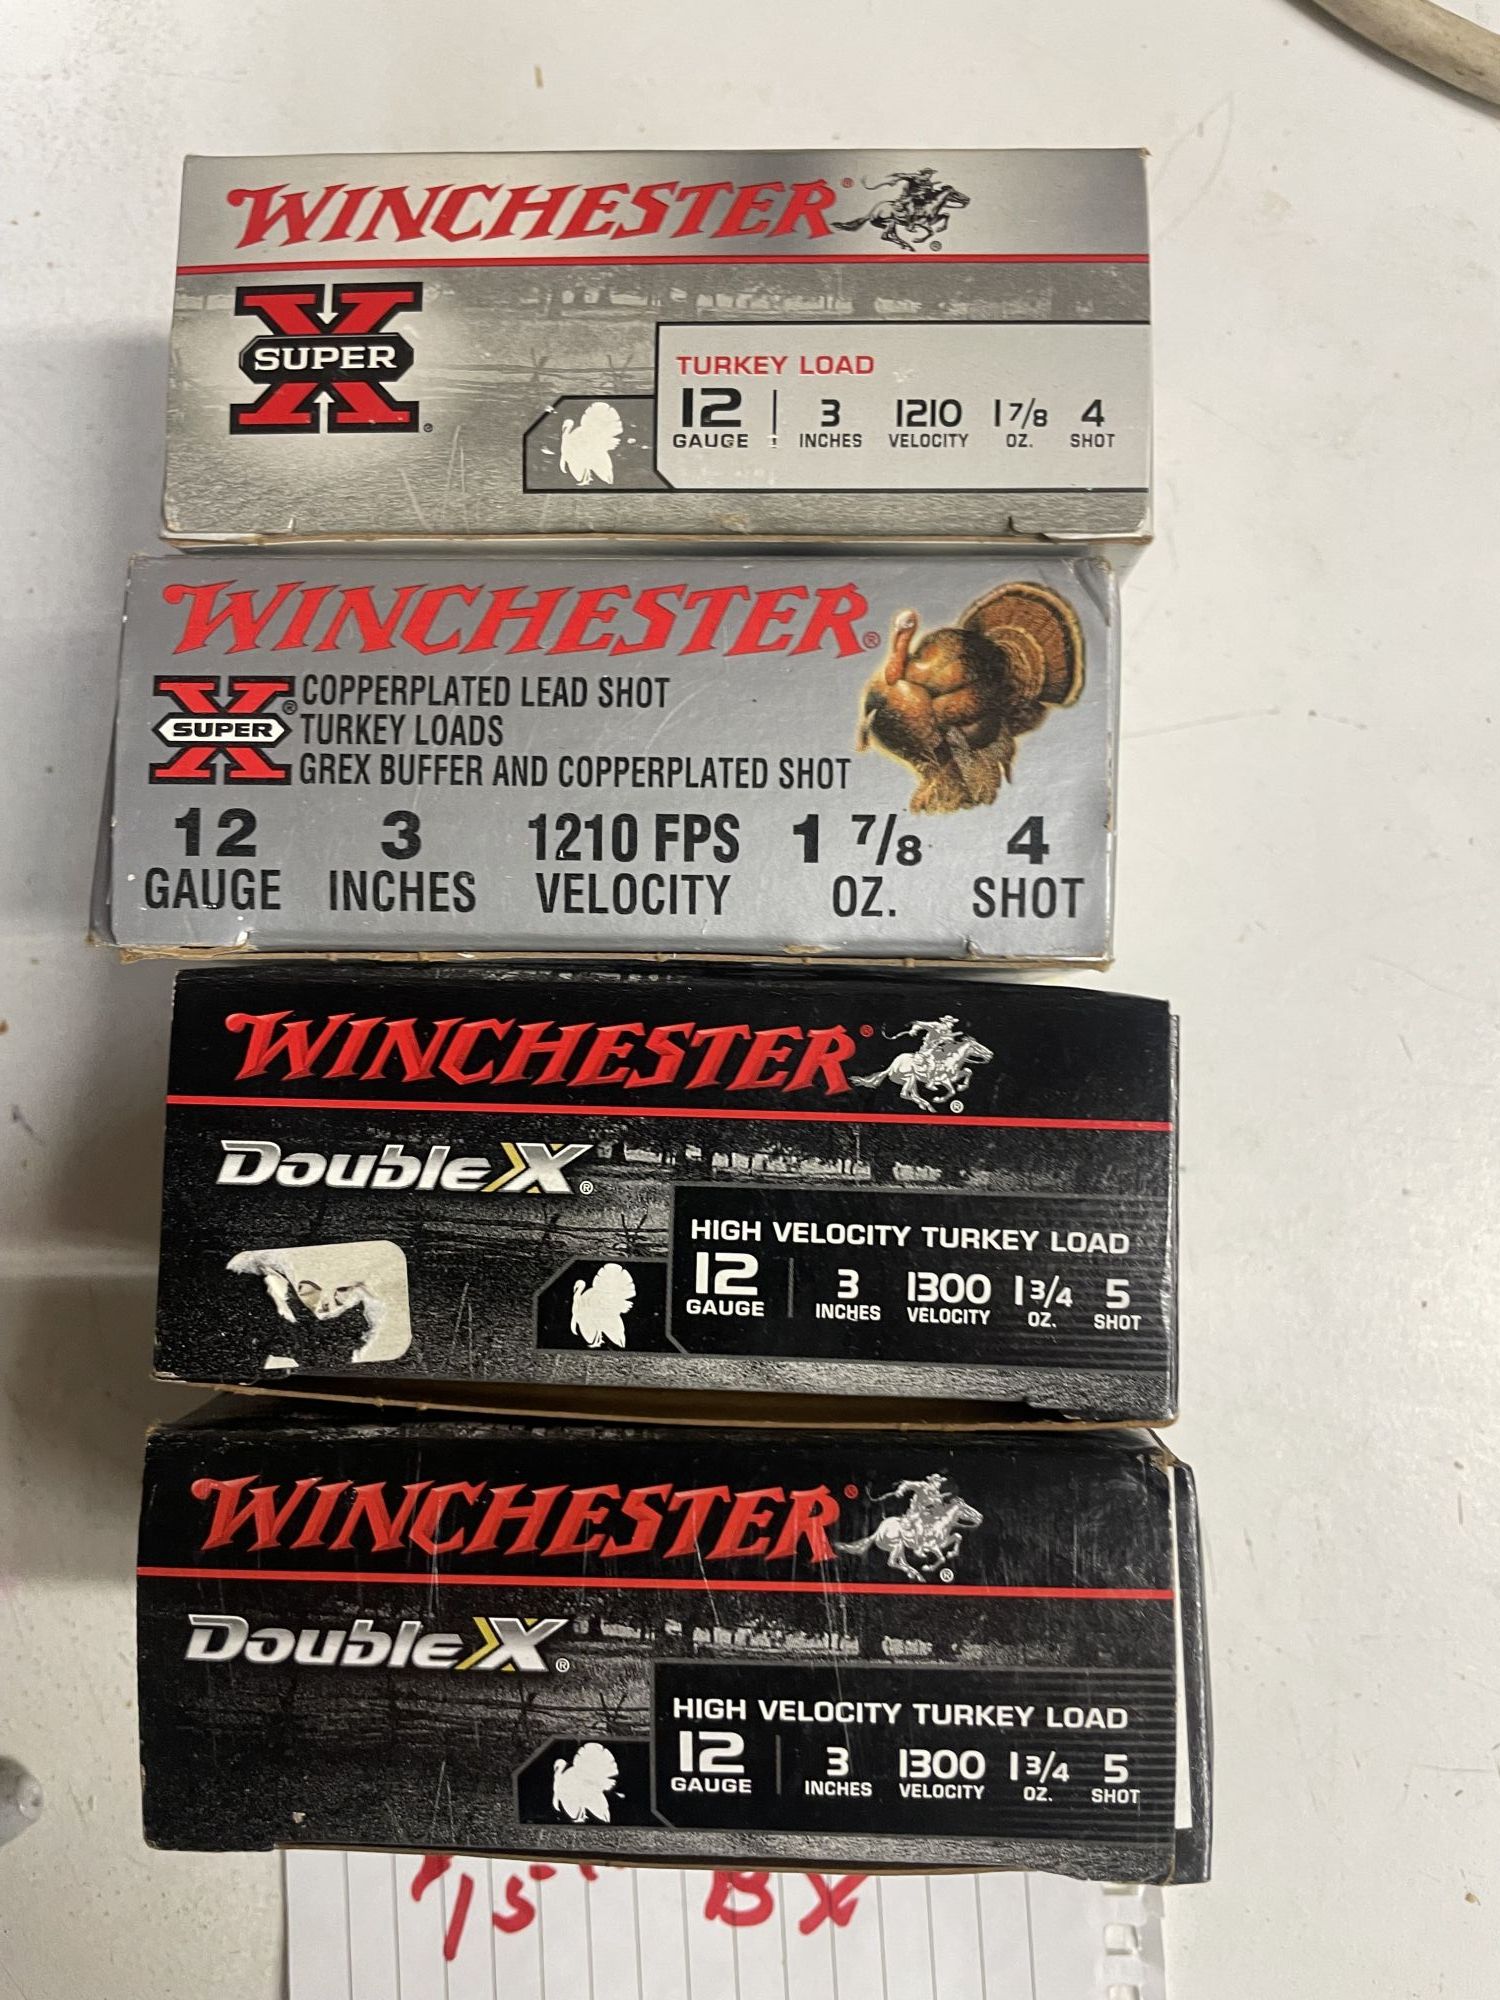 WINCHESTER®
SUPER X®
TURKEY LOAD
12 3 1210 1 7/8 4
GAUGE INCHES VELOCITY OZ. SHOT
WINCHESTER®
X SUPER®
COPPERPLATED LEAD SHOT
TURKEY LOADS
GREX BUFFER AND COPPERPLATED SHOT
12 3 1210 FPS 1 7/8 4
GAUGE INCHES VELOCITY OZ. SHOT
WINCHESTER®
Double X®
HIGH VELOCITY TURKEY LOAD
12 3 1300 1 3/4 5
GAUGE INCHES VELOCITY OZ. SHOT
WINCHESTER®
Double X®
HIGH VELOCITY TURKEY LOAD
12 3 1300 1 3/4 5
GAUGE INCHES VELOCITY OZ. SHOT
BX